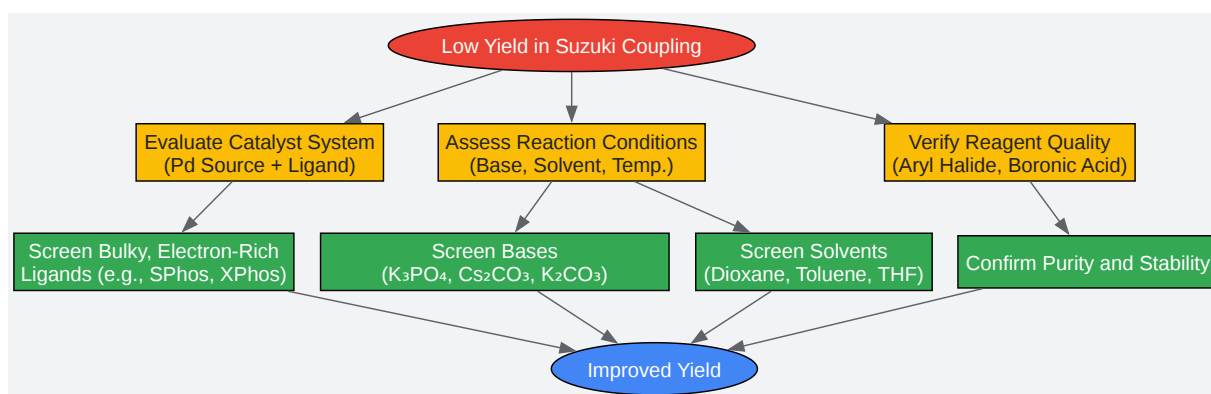 Low Yield in Suzuki Coupling
Evaluate Catalyst System
(Pd Source + Ligand)
Assess Reaction Conditions
(Base, Solvent, Temp.)
Verify Reagent Quality
(Aryl Halide, Boronic Acid)
Screen Bulky, Electron-Rich
Ligands (e.g., SPhos, XPhos)
Screen Bases
(K₃PO₄, Cs₂CO₃, K₂CO₃)
Screen Solvents
(Dioxane, Toluene, THF)
Confirm Purity and Stability
Improved Yield